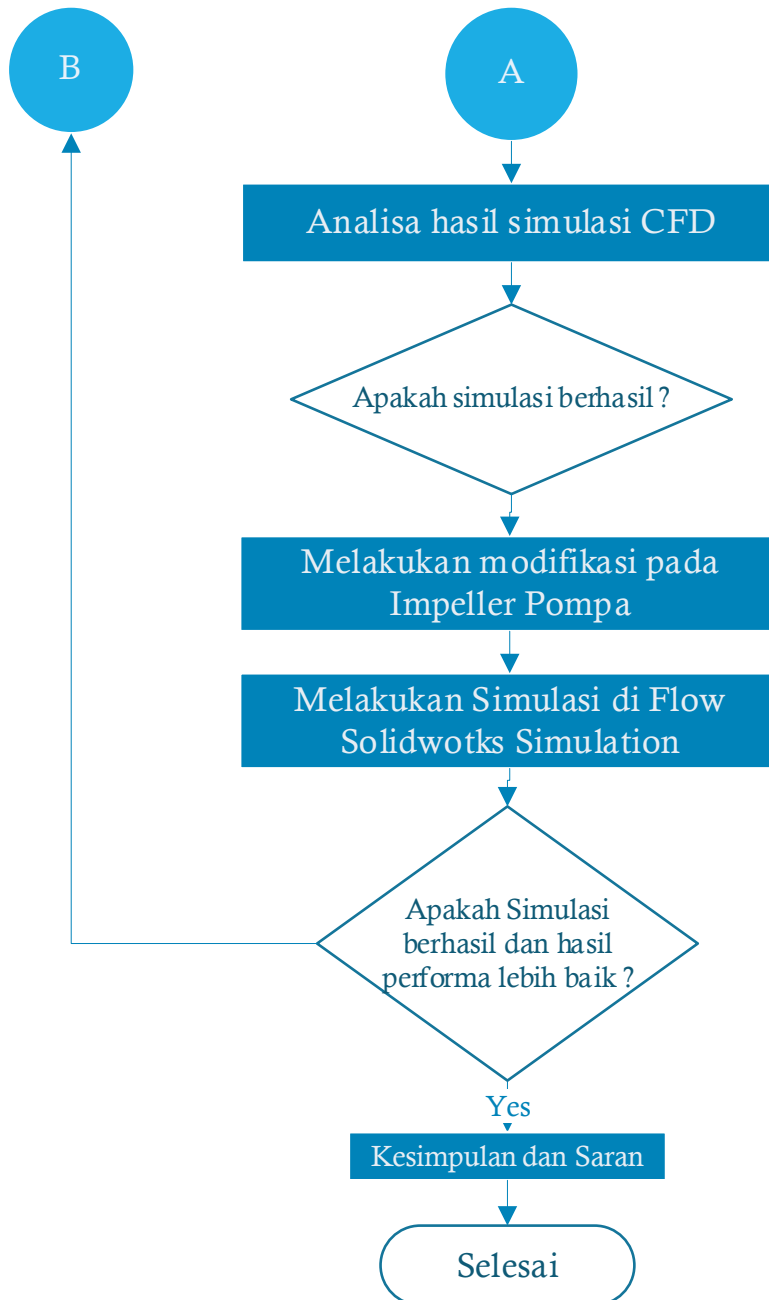 B
A
Analisa hasil simulasi CFD
Apakah simulasi berhasil ?
Melakukan modifikasi pada
Impeller Pompa
Melakukan Simulasi di Flow
Solidwotks Simulation
Apakah Simulasi
berhasil dan hasil
performa lebih baik ?
Yes
Kesimpulan dan Saran
Selesai